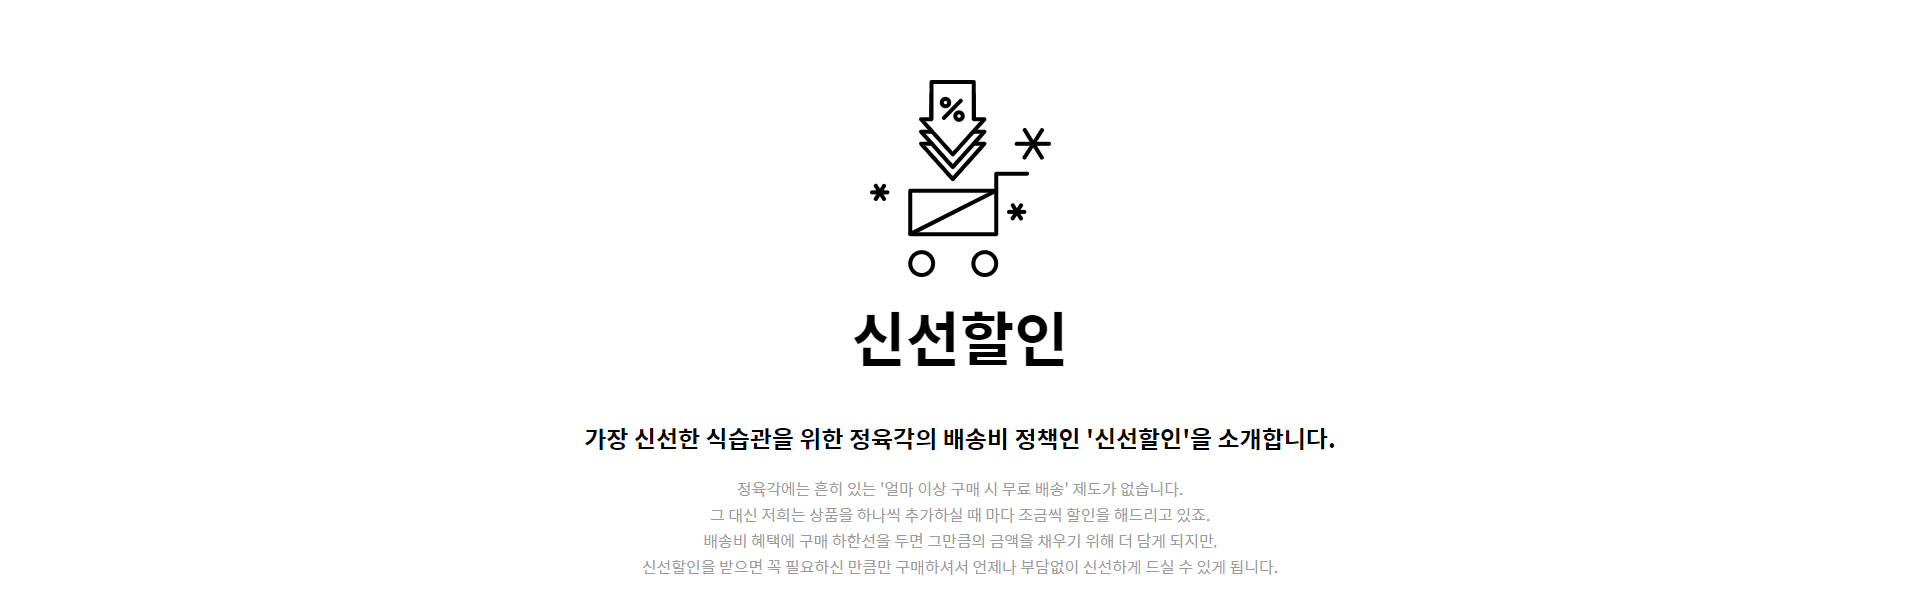 %
신선할인
가장 신선한 식습관을 위한 정육각의 배송비 정책인 '신선할인'을 소개합니다.
정육각에는 흔히 있는 '얼마 이상 구매 시 무료 배송' 제도가 없습니다.
그 대신 저희는 상품을 하나씩 추가하실 때 마다 조금씩 할인을 해드리고 있죠.
배송비 혜택에 구매 하한선을 두면 그만큼의 금액을 채우기 위해 더 담게 되지만,
신선할인을 받으면 꼭 필요하신 만큼만 구매하셔서 언제나 부담없이 신선하게 드실 수 있게 됩니다.